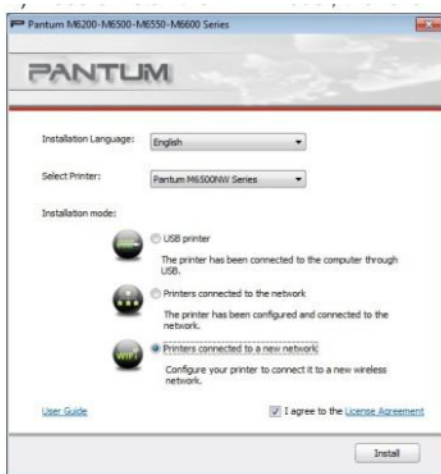 Pantum M6200-M6500-M6550-M6600 Series
PANTUM
Installation Language:
English
Select Printer:
Pantum M6500NW Series
Installation mode:
USB printer
The printer has been connected to the computer through
USB.
Printers connected to the network
The printer has been configured and connected to the
network.
WiFi
Printers connected to a new network
Configure your printer to connect it to a new wireless
network.
User Guide
I agree to the License Agreement
Install